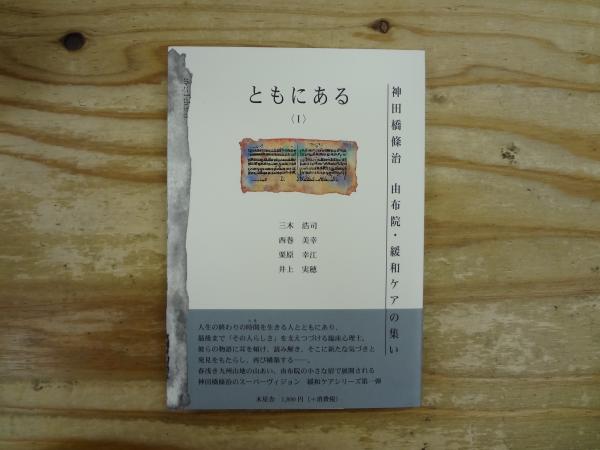 ともにある
〈I〉
神田橋條治 由布院・緩和ケアの集い
三木 浩司
西巻 美幸
栗原 幸江
井上 実穂
人生の終わりの時間を生きる人とともにあり、
最後まで「その人らしさ」を支えつづける臨床心理士。
彼らの物語に耳を傾け、読み解き、そこに新たな気づきと
発見をもたらし、再び構築する――。
春浅き九州山地の山あい、由布院の小さな宿で展開される
神田橋條治のスーパーヴィジョン 緩和ケアシリーズ第一弾
木星舎 1,800円(+消費税)